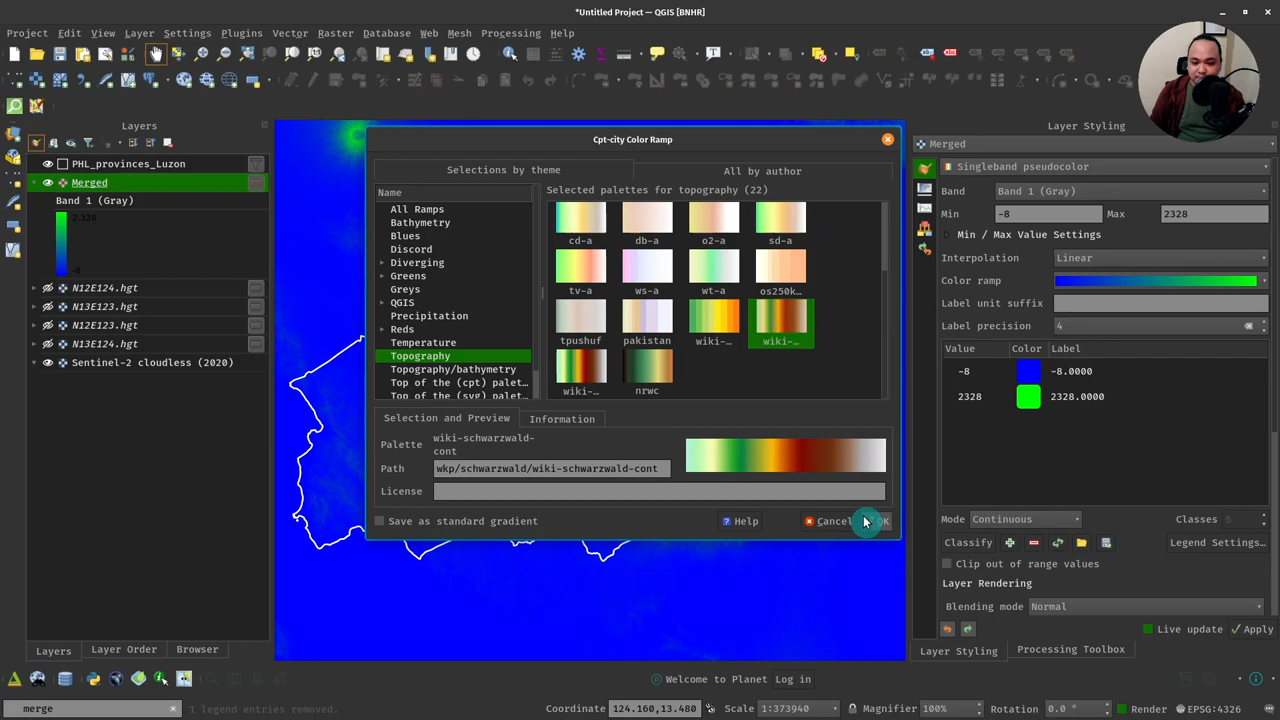 *Untitled Project — QGIS [BNHR]
Project Edit View Layer Settings Plugins Vector Raster Database Web Mesh Processing Help
Layers
PHL_provinces_Luzon
Merged
Band 1 (Gray)
2,320
-8
N12E124.hgt
N13E123.hgt
N12E123.hgt
N13E124.hgt
Sentinel-2 cloudless (2020)
Layers Layer Order Browser
Cpt-city Color Ramp
Selections by theme
All by author
Name
All Ramps
Bathymetry
Blues
Discord
Diverging
Greens
Greys
QGIS
Precipitation
Reds
Temperature
Topography
Topography/bathymetry
Top of the (cpt) palet…
Top of the (svg) palet…
Selected palettes for topography (22)
cd-a db-a o2-a sd-a
tv-a ws-a wt-a os250k…
tpushuf pakistan wiki-… wiki-…
wiki-… nrwc
Selection and Preview
Information
Palette wiki-schwarzwald-
cont
Path wkp/schwarzwald/wiki-schwarzwald-cont
License
Save as standard gradient
Help
Cancel
OK
Layer Styling
Merged
Singleband pseudocolor
Band Band 1 (Gray)
Min -8 Max 2328
Min / Max Value Settings
Interpolation Linear
Color ramp
Label unit suffix
Label precision 4
Value Color Label
-8 -8.0000
2328 2328.0000
Mode Continuous Classes 5
Classify Legend Settings…
Clip out of range values
Layer Rendering
Blending mode Normal
Live update Apply
Layer Styling Processing Toolbox
Welcome to Planet Log in
merge
1 legend entries removed.
Coordinate 124.160,13.480 Scale 1:373940 Magnifier 100% Rotation 0.0 ° Render EPSG:4326